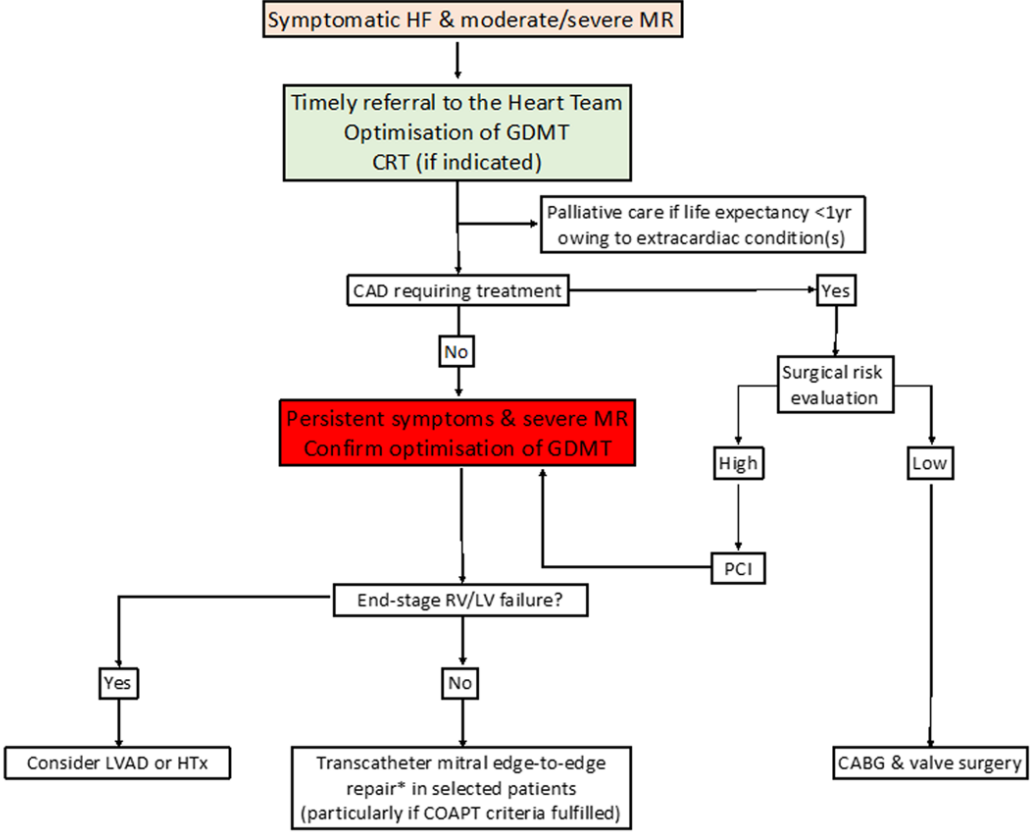 Symptomatic HF & moderate/severe MR
Timely referral to the Heart Team
Optimisation of GDMT
CRT (if indicated)
Palliative care if life expectancy <1yr
owing to extracardiac condition(s)
CAD requiring treatment
Yes
No
Surgical risk
evaluation
Persistent symptoms & severe MR
Confirm optimisation of GDMT
High
Low
PCI
End-stage RV/LV failure?
Yes
No
Consider LVAD or HTx
Transcatheter mitral edge-to-edge
repair* in selected patients
(particularly if COAPT criteria fulfilled)
CABG & valve surgery